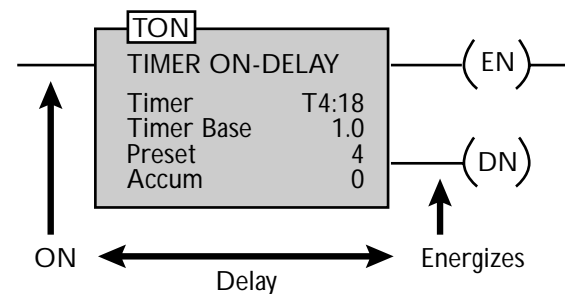 TON
TIMER ON-DELAY
EN
Timer T4:18
Timer Base 1.0
Preset 4
Accum 0
DN
ON
Delay
Energizes